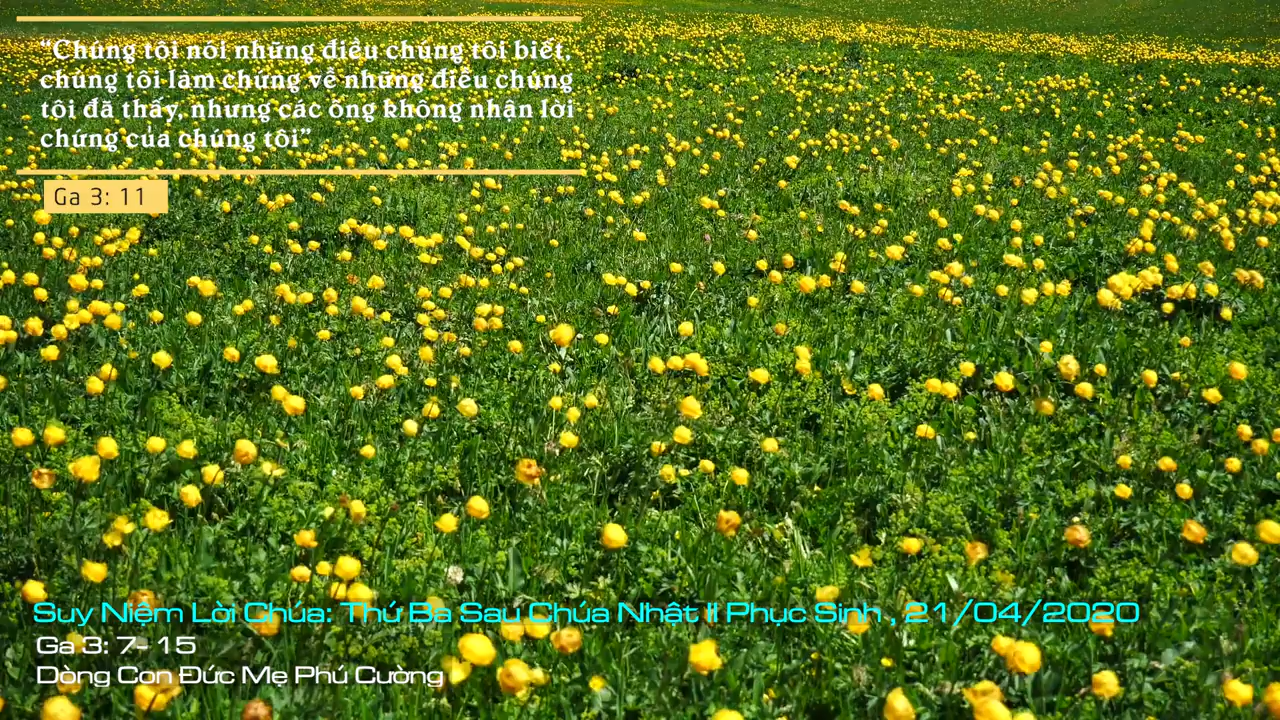 “Chúng tôi nói những điều chúng tôi biết,
chúng tôi làm chứng về những điều chúng
tôi đã thấy, nhưng các ông không nhận lời
chứng của chúng tôi”
Ga 3: 11
Suy Niệm Lời Chúa: Thứ Ba Sau Chúa Nhật II Phục Sinh , 21/04/2020
Ga 3: 7- 15
Dòng Con Đức Mẹ Phú Cường